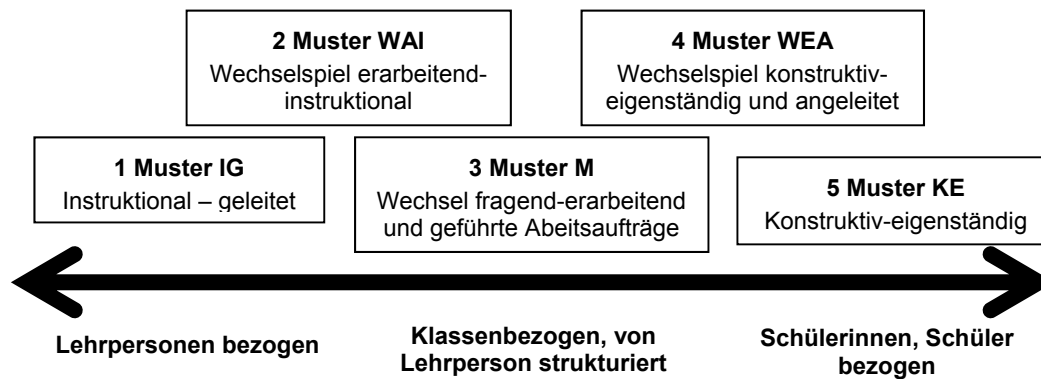 2 Muster WAI
Wechselspiel erarbeitend-
instruktional
4 Muster WEA
Wechselspiel konstruktiv-
eigenständig und angeleitet
1 Muster IG
Instruktional – geleitet
3 Muster M
Wechsel fragend-erarbeitend
und geführte Abeitsaufträge
5 Muster KE
Konstruktiv-eigenständig
Lehrpersonen bezogen
Klassenbezogen, von
Lehrperson strukturiert
Schülerinnen, Schüler
bezogen